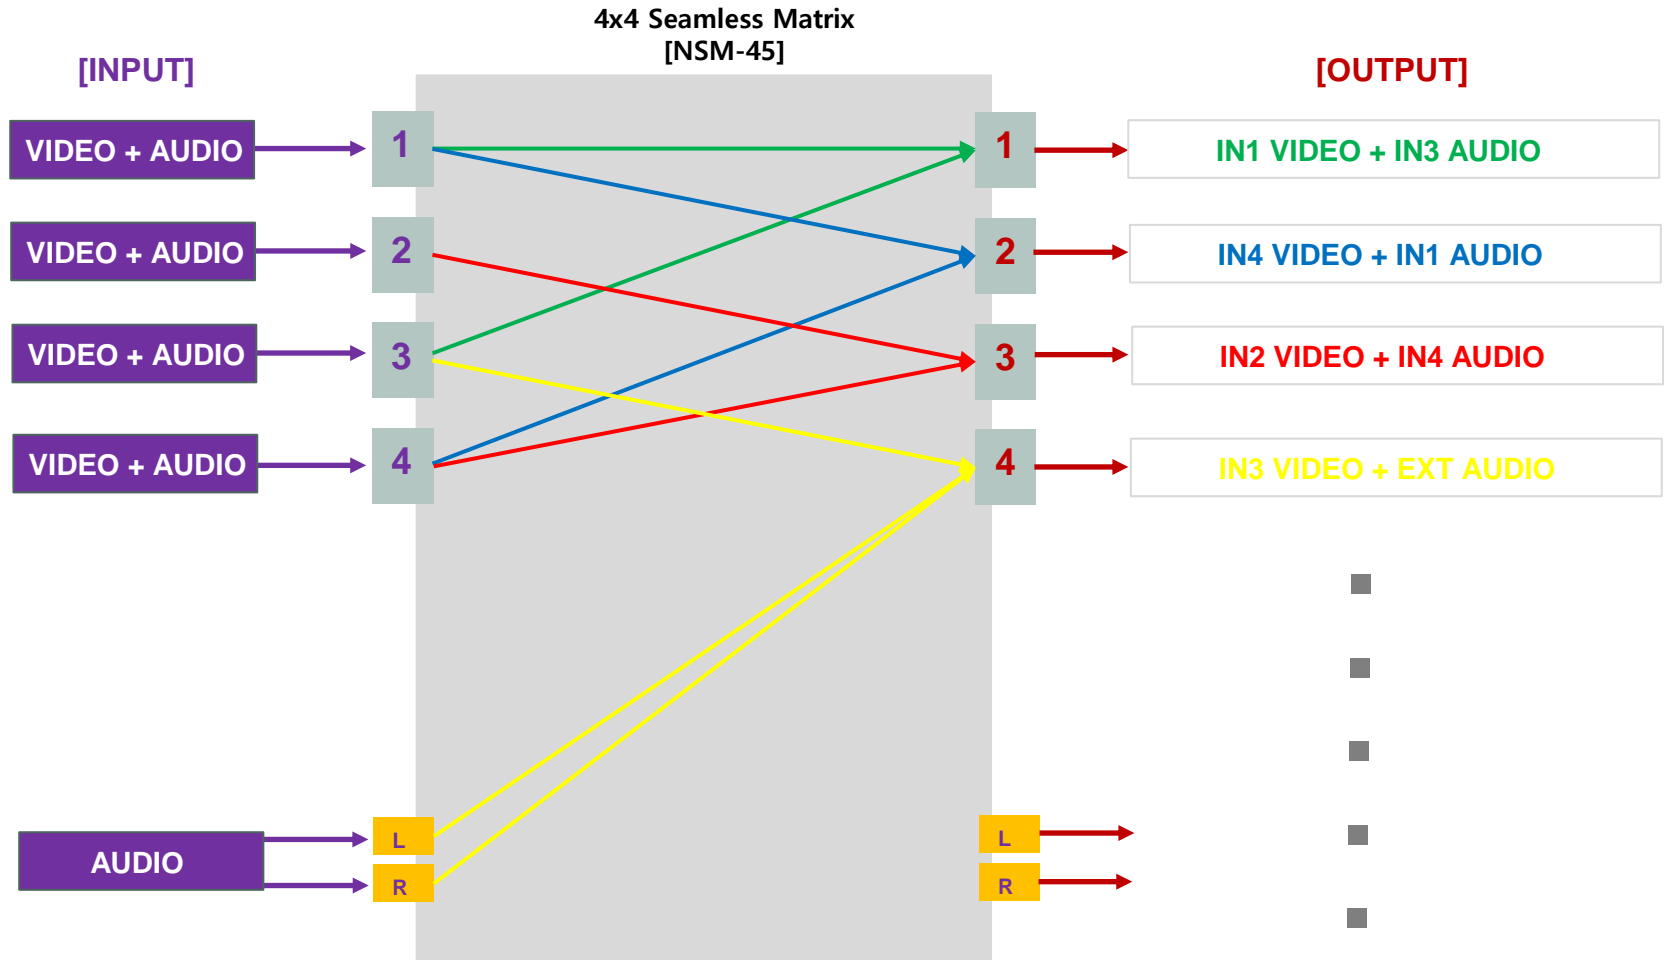 4x4 Seamless Matrix
[NSM-45]
[INPUT]
[OUTPUT]
VIDEO + AUDIO
1
1
IN1 VIDEO + IN3 AUDIO
VIDEO + AUDIO
2
2
IN4 VIDEO + IN1 AUDIO
VIDEO + AUDIO
3
3
IN2 VIDEO + IN4 AUDIO
VIDEO + AUDIO
4
4
IN3 VIDEO + EXT AUDIO
AUDIO
L
R
L
R